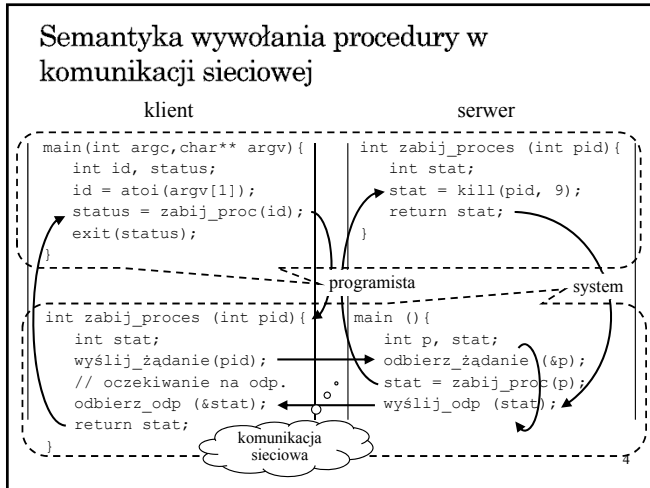 Semantyka wywołania procedury w
komunikacji sieciowej
klient
serwer
main(int argc,char** argv){
int id, status;
id = atoi(argv[1]);
status = zabij_proc(id);
exit(status);
}
int zabij_proces (int pid){
int stat;
stat = kill(pid, 9);
return stat;
}
programista
system
int zabij_proces (int pid){
int stat;
wyślij_żądanie(pid);
// oczekiwanie na odp.
odbierz_odp (&stat);
return stat;
}
main (){
int p, stat;
odbierz_żądanie (&p);
stat = zabij_proc(p);
wyślij_odp (stat);
komunikacja
sieciowa
4